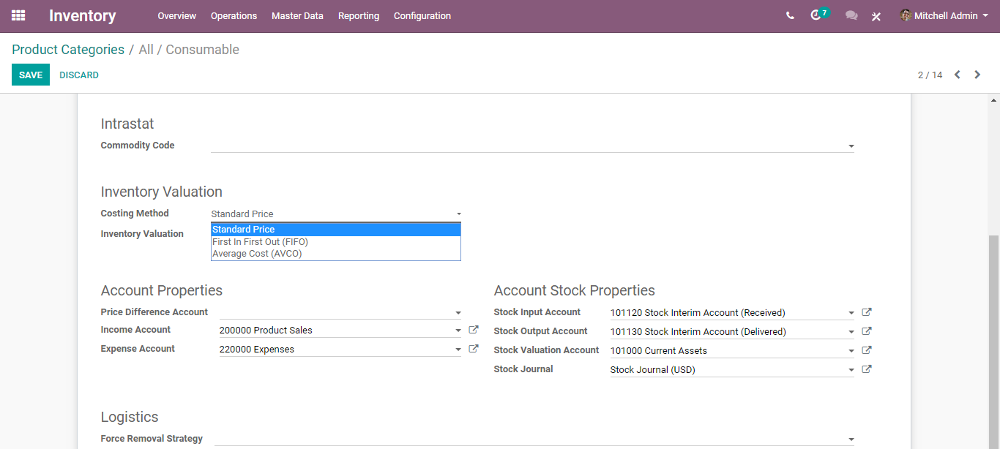 Inventory Overview Operations Master Data Reporting Configuration 7 Mitchell Admin
Product Categories / All / Consumable
SAVE DISCARD 2 / 14
Intrastat
Commodity Code
Inventory Valuation
Costing Method Standard Price
Standard Price
Inventory Valuation
First In First Out (FIFO)
Average Cost (AVCO)
Account Properties
Price Difference Account
Income Account 200000 Product Sales
Expense Account 220000 Expenses
Account Stock Properties
Stock Input Account 101120 Stock Interim Account (Received)
Stock Output Account 101130 Stock Interim Account (Delivered)
Stock Valuation Account 101000 Current Assets
Stock Journal Stock Journal (USD)
Logistics
Force Removal Strategy